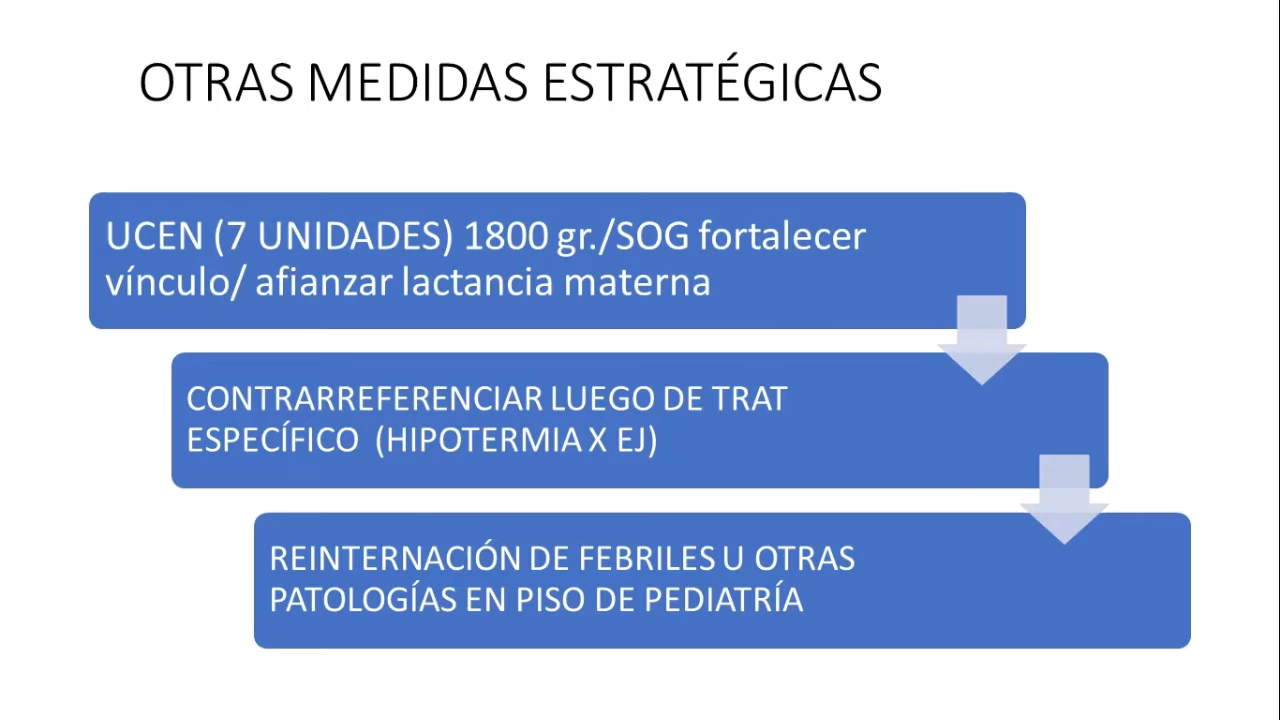 OTRAS MEDIDAS ESTRATÉGICAS
UCEN (7 UNIDADES) 1800 gr./SOG fortalecer
vínculo/ afianzar lactancia materna
CONTRARREFERENCIAR LUEGO DE TRAT
ESPECÍFICO (HIPOTERMIA X EJ)
REINTERNACIÓN DE FEBRILES U OTRAS
PATOLOGÍAS EN PISO DE PEDIATRÍA